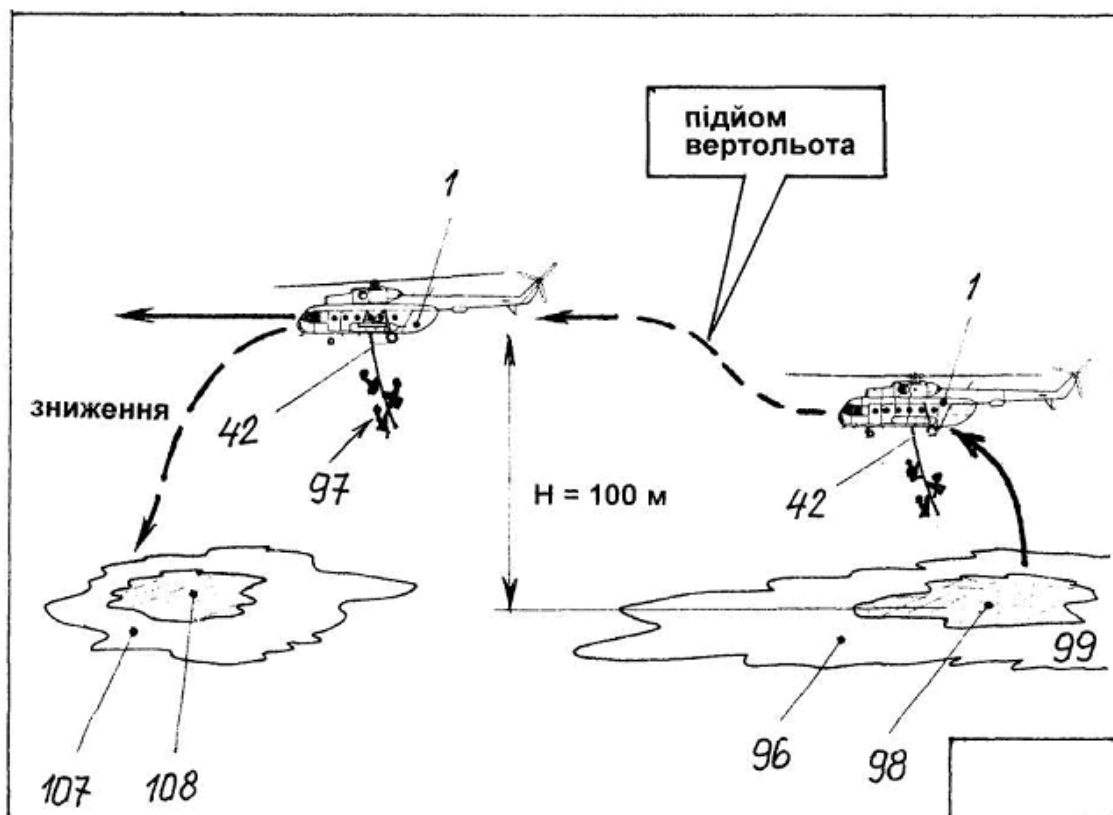 підйом
вертольота
1
1
зниження
42
97
H = 100 м
42
99
107
108
96
98